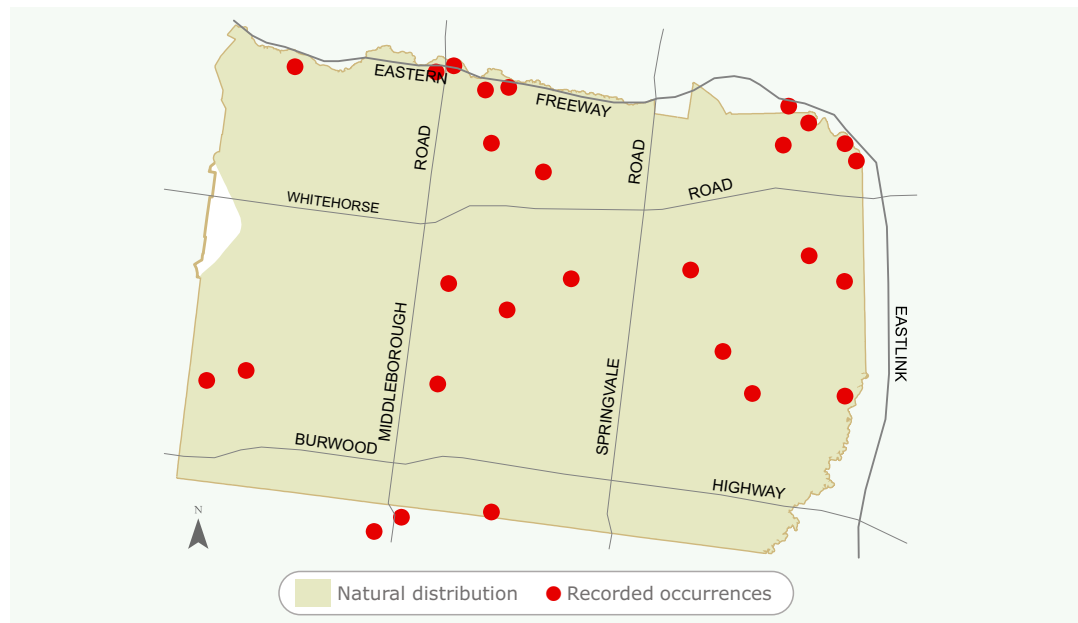 EASTERN
FREEWAY
ROAD
ROAD
ROAD
WHITEHORSE
MIDDLEBOROUGH
SPRINGVALE
EASTLINK
BURWOOD
HIGHWAY
N
Natural distribution
Recorded occurrences